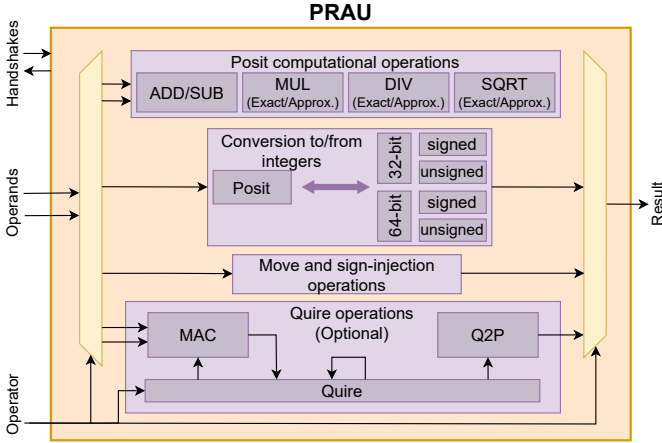 PRAU
Handshakes
Posit computational operations
ADD/SUB
MUL
(Exact/Approx.)
DIV
(Exact/Approx.)
SQRT
(Exact/Approx.)
Conversion to/from
integers
Posit
32-bit
signed
unsigned
64-bit
signed
unsigned
Operands
Result
Move and sign-injection
operations
Quire operations
(Optional)
MAC
Q2P
Quire
Operator